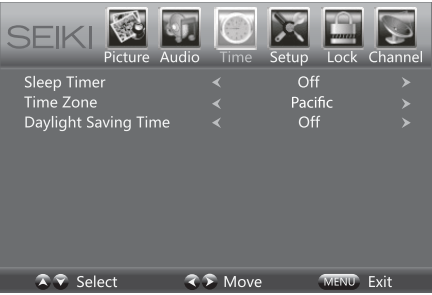 SEIKI
Picture Audio Time Setup Lock Channel
Sleep Timer Off
Time Zone Pacific
Daylight Saving Time Off
Select Move MENU Exit